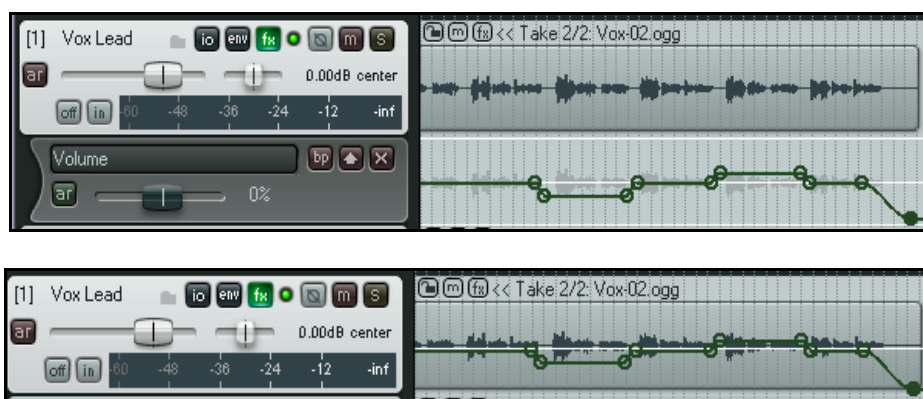 [1] Vox Lead io env fx m S
m fx << Take 2/2: Vox-02.ogg
ar 0.00dB center
off in -60 -48 -36 -24 -12 -inf
Volume bp
ar 0%
[1] Vox Lead io env fx m S
m fx << Take 2/2: Vox-02.ogg
ar 0.00dB center
off in -60 -48 -36 -24 -12 -inf